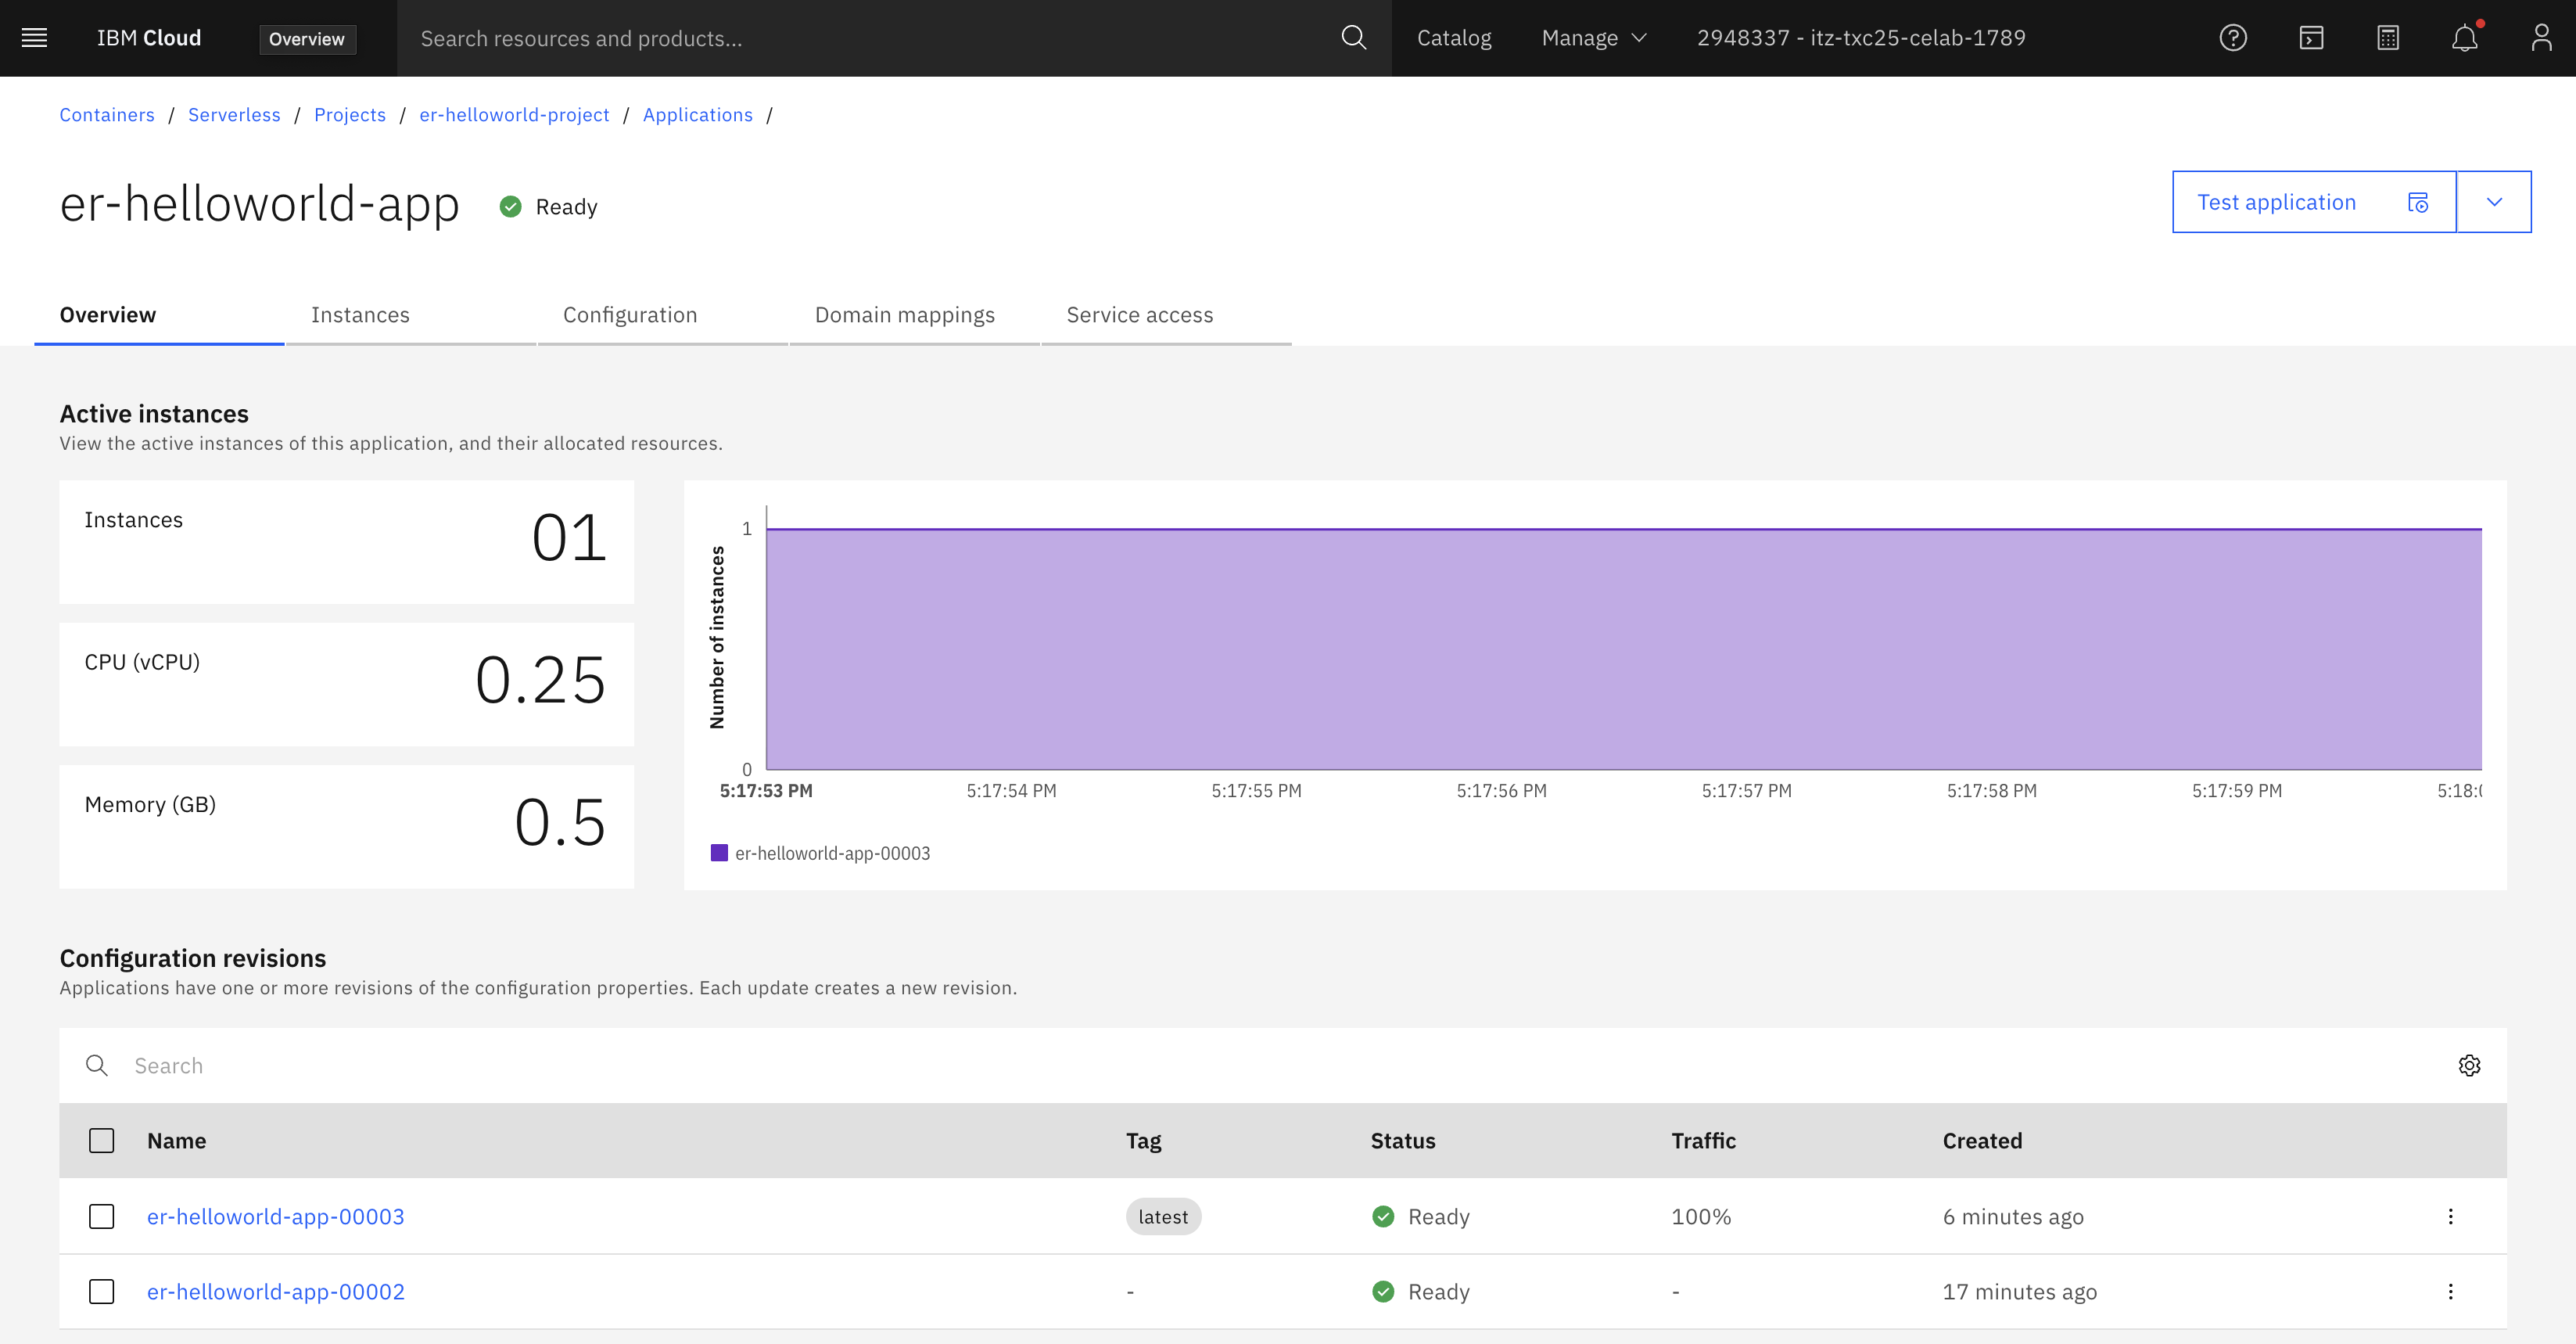 IBM Cloud
Overview
Search resources and products...
Catalog
Manage
2948337 - itz-txc25-celab-1789
Containers / Serverless / Projects / er-helloworld-project / Applications /
er-helloworld-app
Ready
Test application
Overview
Instances
Configuration
Domain mappings
Service access
Active instances
View the active instances of this application, and their allocated resources.
Instances
01
CPU (vCPU)
0.25
Memory (GB)
0.5
Number of instances
1
0
5:17:53 PM
5:17:54 PM
5:17:55 PM
5:17:56 PM
5:17:57 PM
5:17:58 PM
5:17:59 PM
er-helloworld-app-00003
Configuration revisions
Applications have one or more revisions of the configuration properties. Each update creates a new revision.
Search
Name Tag Status Traffic Created
er-helloworld-app-00003 latest Ready 100% 6 minutes ago
er-helloworld-app-00002 - Ready - 17 minutes ago